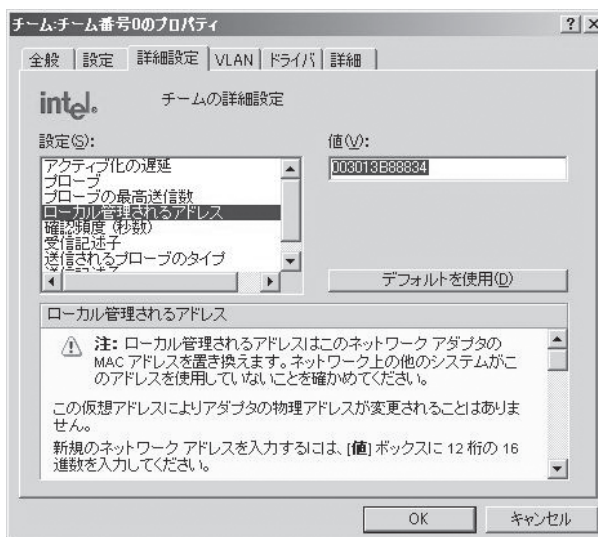 チーム:チーム番号0のプロパティ
全般 設定 詳細設定 VLAN ドライバ 詳細
intel. チームの詳細設定
設定(S):
アクティブ化の遅延
プローブ
プローブの最高送信数
ローカル管理されるアドレス
確認頻度 (秒数)
受信記述子
送信されるプローブのタイプ
値(V):
003013B88834
デフォルトを使用(D)
ローカル管理されるアドレス
注: ローカル管理されるアドレスはこのネットワーク アダプタの
MAC アドレスを置き換えます。ネットワーク上の他のシステムがこ
のアドレスを使用していないことを確かめてください。
この仮想アドレスによりアダプタの物理アドレスが変更されることはありま
せん。
新規のネットワーク アドレスを入力するには、[値] ボックスに 12 桁の 16
進数を入力してください。
OK キャンセル